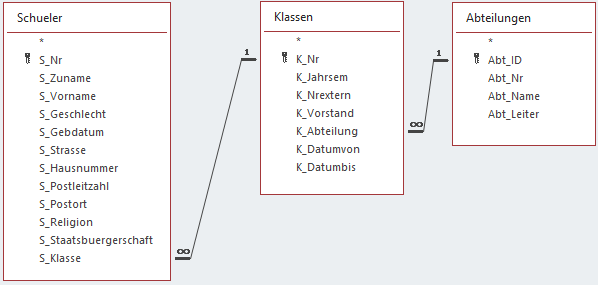 Schueler
*
S_Nr
S_Zuname
S_Vorname
S_Geschlecht
S_Gebdatum
S_Strasse
S_Hausnummer
S_Postleitzahl
S_Postort
S_Religion
S_Staatsbuergerschaft
S_Klasse
∞
1
Klassen
*
K_Nr
K_Jahrsem
K_Nrextern
K_Vorstand
K_Abteilung
K_Datumvon
K_Datumbis
∞
1
Abteilungen
*
Abt_ID
Abt_Nr
Abt_Name
Abt_Leiter